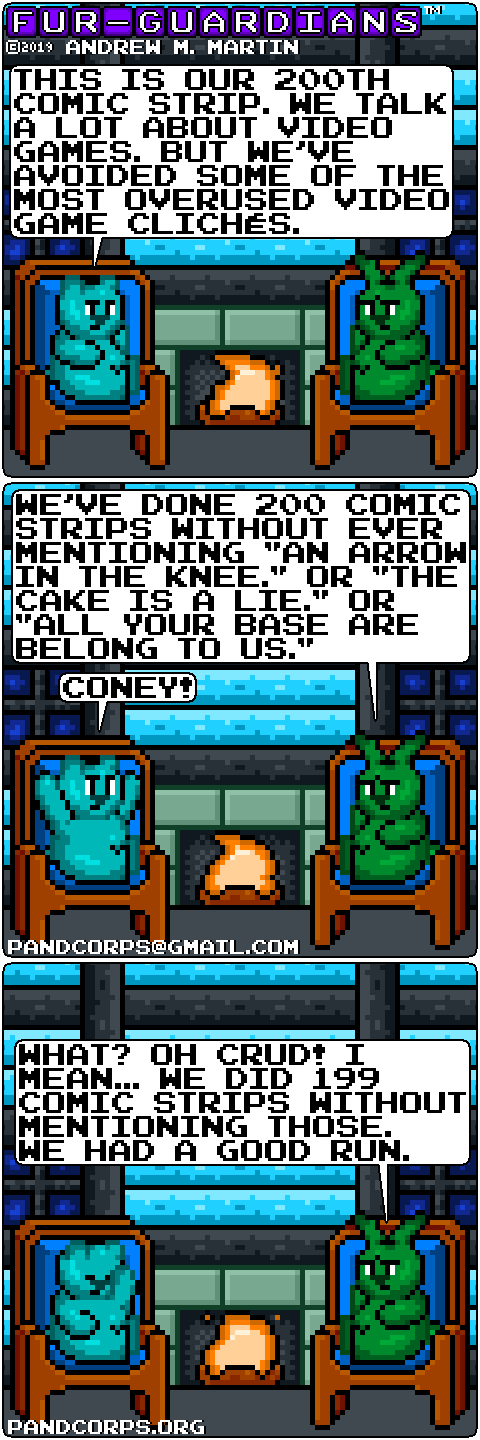 FUR-GUARDIANS™
©2019 ANDREW M. MARTIN
THIS IS OUR 200TH
COMIC STRIP. WE TALK
A LOT ABOUT VIDEO
GAMES. BUT WE'VE
AVOIDED SOME OF THE
MOST OVERUSED VIDEO
GAME CLICHÉS.
WE'VE DONE 200 COMIC
STRIPS WITHOUT EVER
MENTIONING "AN ARROW
IN THE KNEE." OR "THE
CAKE IS A LIE." OR
"ALL YOUR BASE ARE
BELONG TO US."
CONEY!
PANDCORPS@GMAIL.COM
WHAT? OH CRUD! I
MEAN... WE DID 199
COMIC STRIPS WITHOUT
MENTIONING THOSE.
WE HAD A GOOD RUN.
PANDCORPS.ORG